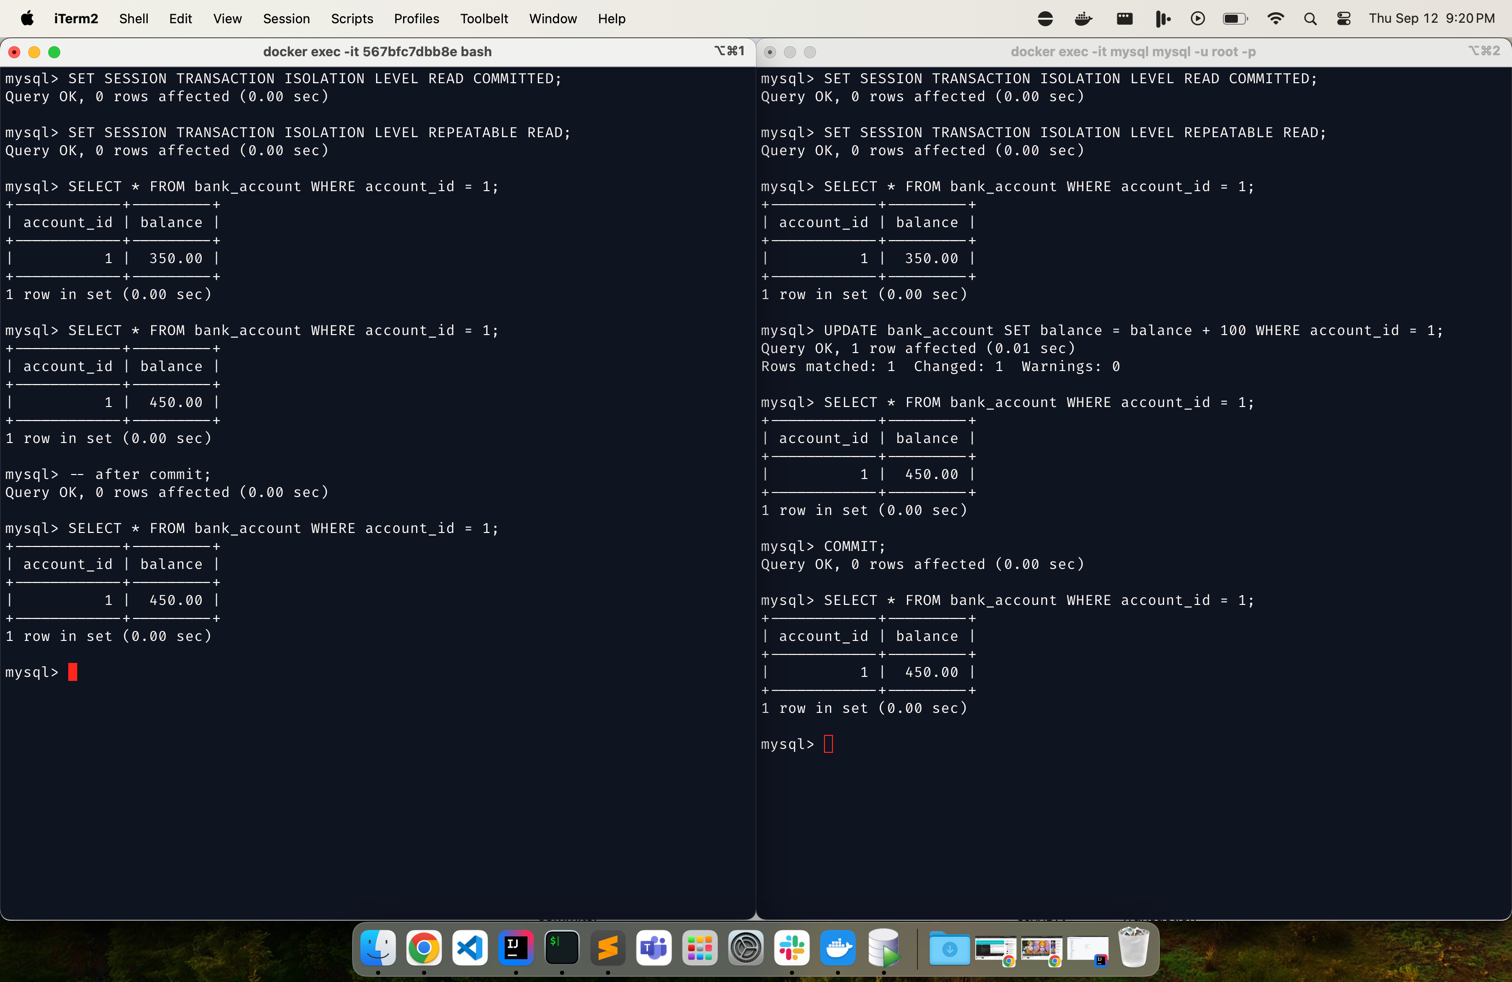 iTerm2 Shell Edit View Session Scripts Profiles Toolbelt Window Help Thu Sep 12 9:20 PM
docker exec -it 567bfc7dbb8e bash ⌥⌘1
mysql> SET SESSION TRANSACTION ISOLATION LEVEL READ COMMITTED;
Query OK, 0 rows affected (0.00 sec)
mysql> SET SESSION TRANSACTION ISOLATION LEVEL REPEATABLE READ;
Query OK, 0 rows affected (0.00 sec)
mysql> SELECT * FROM bank_account WHERE account_id = 1;
+------------+---------+
| account_id | balance |
+------------+---------+
|          1 |  350.00 |
+------------+---------+
1 row in set (0.00 sec)
mysql> SELECT * FROM bank_account WHERE account_id = 1;
+------------+---------+
| account_id | balance |
+------------+---------+
|          1 |  450.00 |
+------------+---------+
1 row in set (0.00 sec)
mysql> -- after commit;
Query OK, 0 rows affected (0.00 sec)
mysql> SELECT * FROM bank_account WHERE account_id = 1;
+------------+---------+
| account_id | balance |
+------------+---------+
|          1 |  450.00 |
+------------+---------+
1 row in set (0.00 sec)
mysql>
docker exec -it mysql mysql -u root -p ⌥⌘2
mysql> SET SESSION TRANSACTION ISOLATION LEVEL READ COMMITTED;
Query OK, 0 rows affected (0.00 sec)
mysql> SET SESSION TRANSACTION ISOLATION LEVEL REPEATABLE READ;
Query OK, 0 rows affected (0.00 sec)
mysql> SELECT * FROM bank_account WHERE account_id = 1;
+------------+---------+
| account_id | balance |
+------------+---------+
|          1 |  350.00 |
+------------+---------+
1 row in set (0.00 sec)
mysql> UPDATE bank_account SET balance = balance + 100 WHERE account_id = 1;
Query OK, 1 row affected (0.01 sec)
Rows matched: 1  Changed: 1  Warnings: 0
mysql> SELECT * FROM bank_account WHERE account_id = 1;
+------------+---------+
| account_id | balance |
+------------+---------+
|          1 |  450.00 |
+------------+---------+
1 row in set (0.00 sec)
mysql> COMMIT;
Query OK, 0 rows affected (0.00 sec)
mysql> SELECT * FROM bank_account WHERE account_id = 1;
+------------+---------+
| account_id | balance |
+------------+---------+
|          1 |  450.00 |
+------------+---------+
1 row in set (0.00 sec)
mysql>
IJ
$